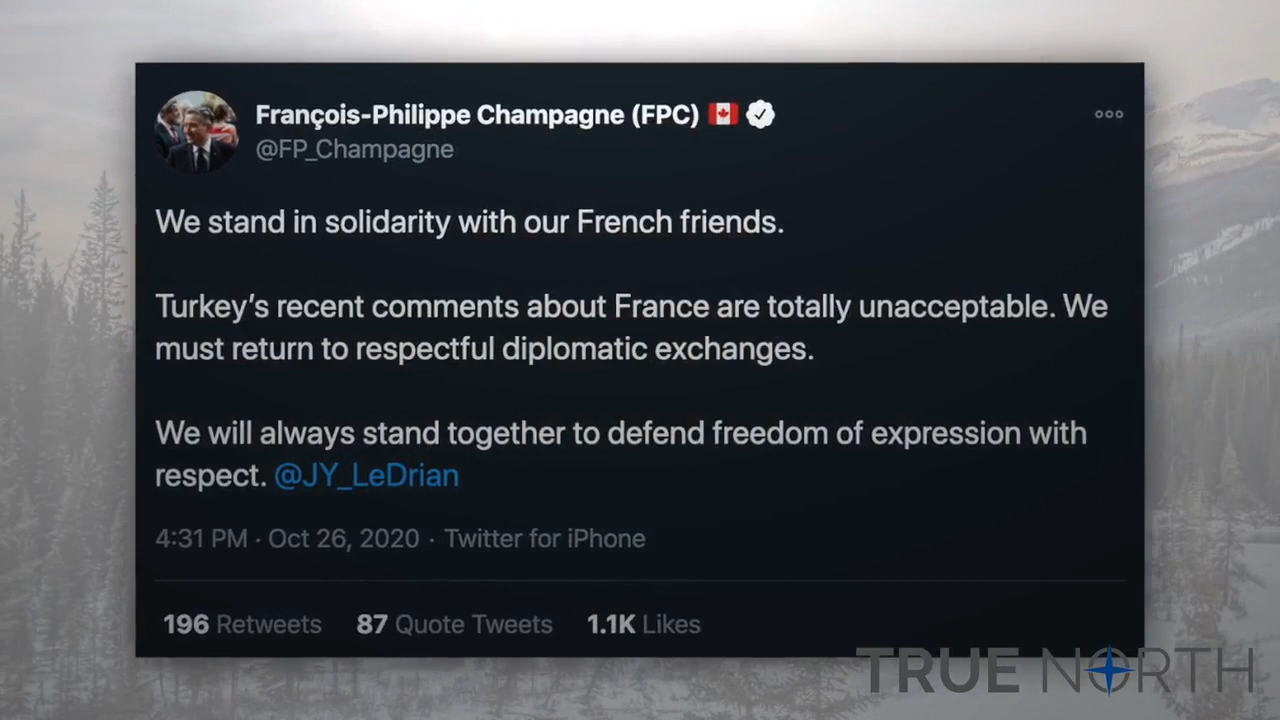 François-Philippe Champagne (FPC)
@FP_Champagne
We stand in solidarity with our French friends.
Turkey’s recent comments about France are totally unacceptable. We
must return to respectful diplomatic exchanges.
We will always stand together to defend freedom of expression with
respect. @JY_LeDrian
4:31 PM · Oct 26, 2020 · Twitter for iPhone
196 Retweets 87 Quote Tweets 1.1K Likes
TRUE NORTH